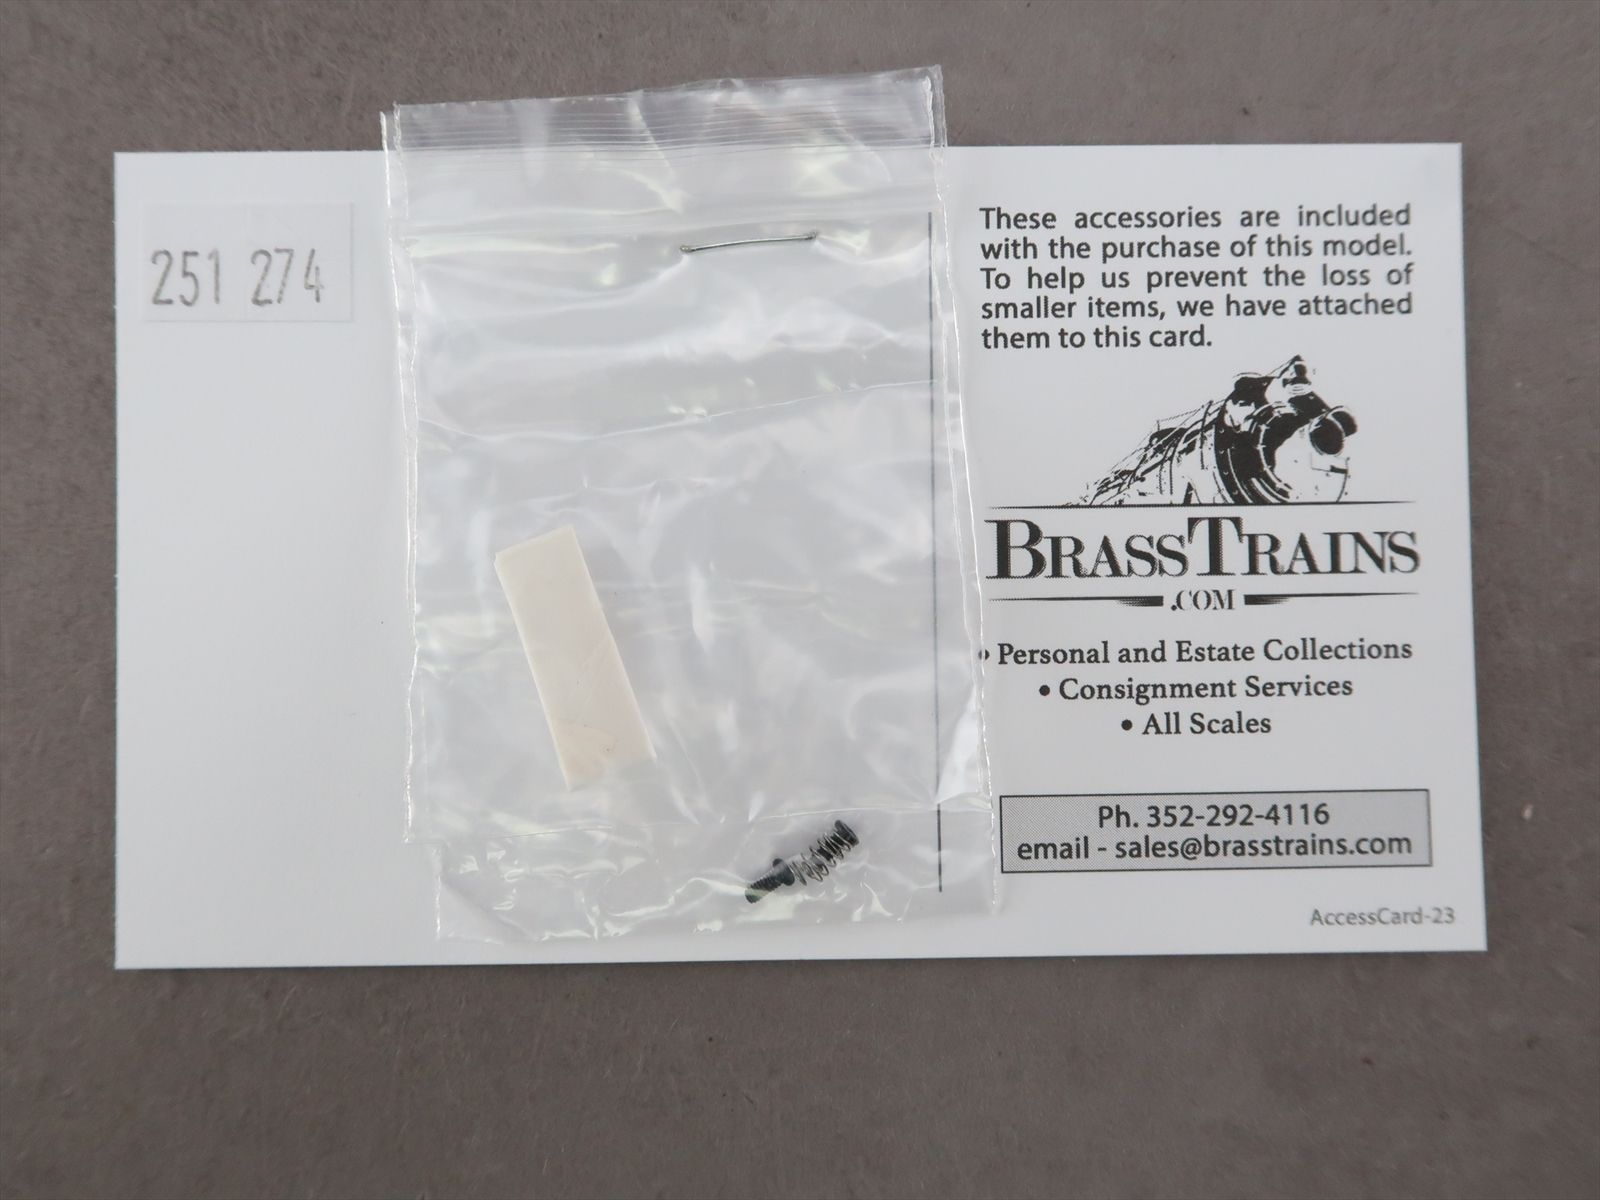 251 274
These accessories are included
with the purchase of this model.
To help us prevent the loss of
smaller items, we have attached
them to this card.
BRASSTRAINS
.COM
• Personal and Estate Collections
• Consignment Services
• All Scales
Ph. 352-292-4116
email - sales@brasstrains.com
AccessCard-23